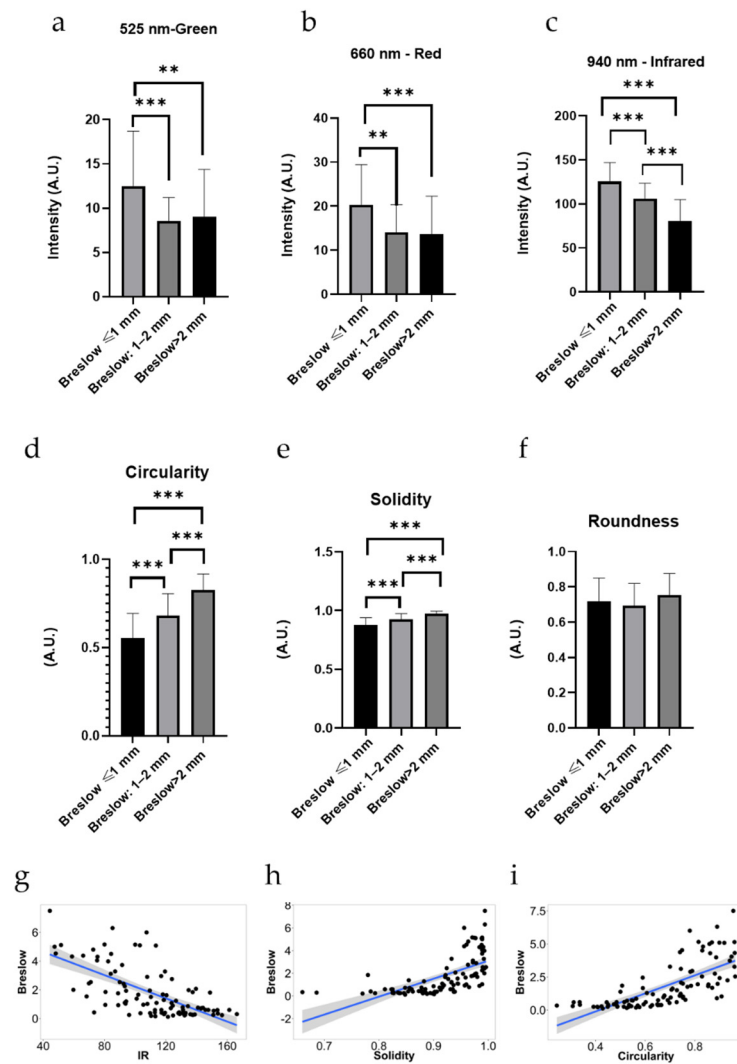 a
525 nm-Green
**
***
Intensity (A.U.)
20
15
10
5
0
Breslow ≤1 mm
Breslow: 1–2 mm
Breslow>2 mm
b
660 nm - Red
***
**
Intensity (A.U.)
40
30
20
10
0
Breslow ≤1 mm
Breslow: 1–2 mm
Breslow>2 mm
c
940 nm - Infrared
***
***
***
Intensity (A.U.)
200
150
100
50
0
Breslow ≤1 mm
Breslow: 1–2 mm
Breslow>2 mm
d
Circularity
***
***
***
(A.U.)
1.0
0.5
0.0
Breslow ≤1 mm
Breslow: 1–2 mm
Breslow>2 mm
e
Solidity
***
***
***
(A.U.)
1.5
1.0
0.5
0.0
Breslow ≤1 mm
Breslow: 1–2 mm
Breslow>2 mm
f
Roundness
(A.U.)
1.0
0.8
0.6
0.4
0.2
0.0
Breslow ≤1 mm
Breslow: 1–2 mm
Breslow>2 mm
g
Breslow
6
4
2
0
40
80
120
160
IR
h
Breslow
8
6
4
2
0
-2
0.7
0.8
0.9
1.0
Solidity
i
Breslow
7.5
5.0
2.5
0.0
0.4
0.6
0.8
Circularity